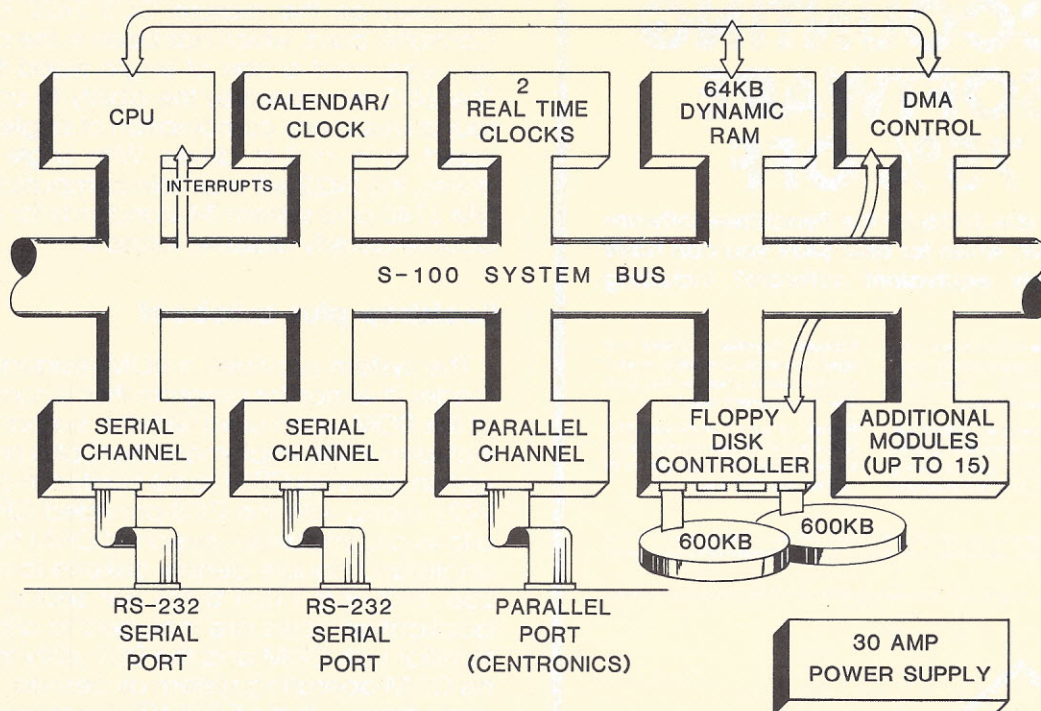 CPU
CALENDAR/
CLOCK
2
REAL TIME
CLOCKS
64KB
DYNAMIC
RAM
DMA
CONTROL
INTERRUPTS
S-100 SYSTEM BUS
SERIAL
CHANNEL
SERIAL
CHANNEL
PARALLEL
CHANNEL
FLOPPY
DISK
CONTROLLER
ADDITIONAL
MODULES
(UP TO 15)
600KB
600KB
RS-232
SERIAL
PORT
RS-232
SERIAL
PORT
PARALLEL
PORT
(CENTRONICS)
30 AMP
POWER SUPPLY